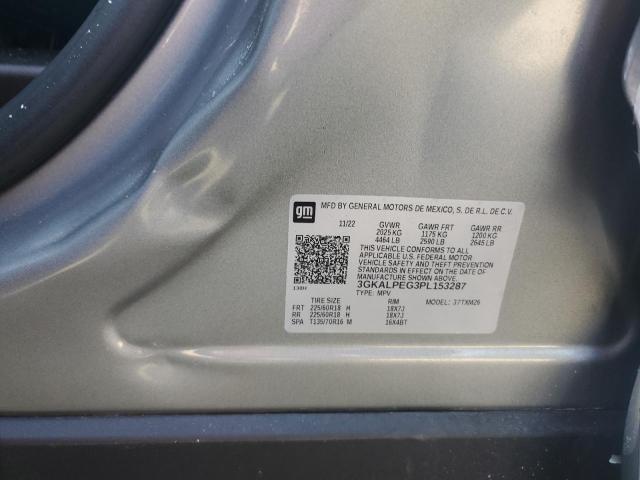 gm
MFD BY GENERAL MOTORS DE MEXICO, S. DE R.L. DE C.V.
11/22 GVWR GAWR FRT GAWR RR
2025 KG 1175 KG 1200 KG
4464 LB 2590 LB 2645 LB
THIS VEHICLE CONFORMS TO ALL
APPLICABLE U.S. FEDERAL MOTOR
VEHICLE SAFETY AND THEFT PREVENTION
STANDARDS IN EFFECT ON THE DATE OF
MANUFACTURE SHOWN ABOVE.
3GKALPEG3PL153287
TYPE: MPV
TIRE SIZE RIM MODEL: 37TXM26
FRT 225/60R18 H 18X7J
RR 225/60R18 H 18X7J
SPA T135/70R16 M 16X4BT